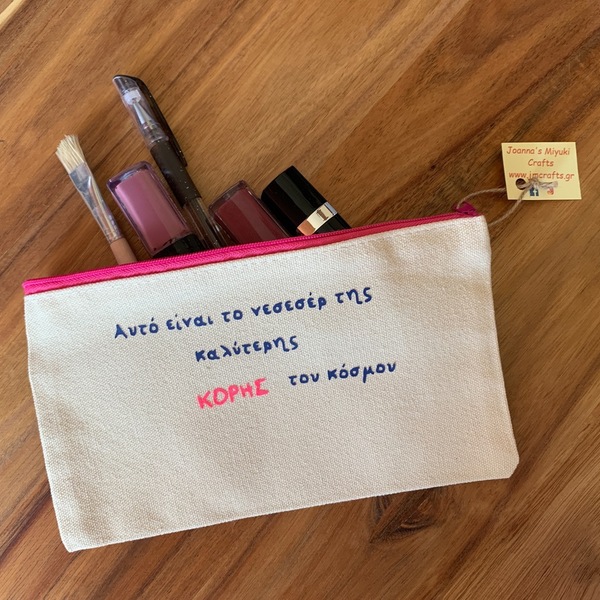 Joanna's Miyuki
Crafts
www.jmcrafts.gr
Αυτό είναι το νεσεσέρ της
καλύτερης
ΚΟΡΗΣ του κόσμου